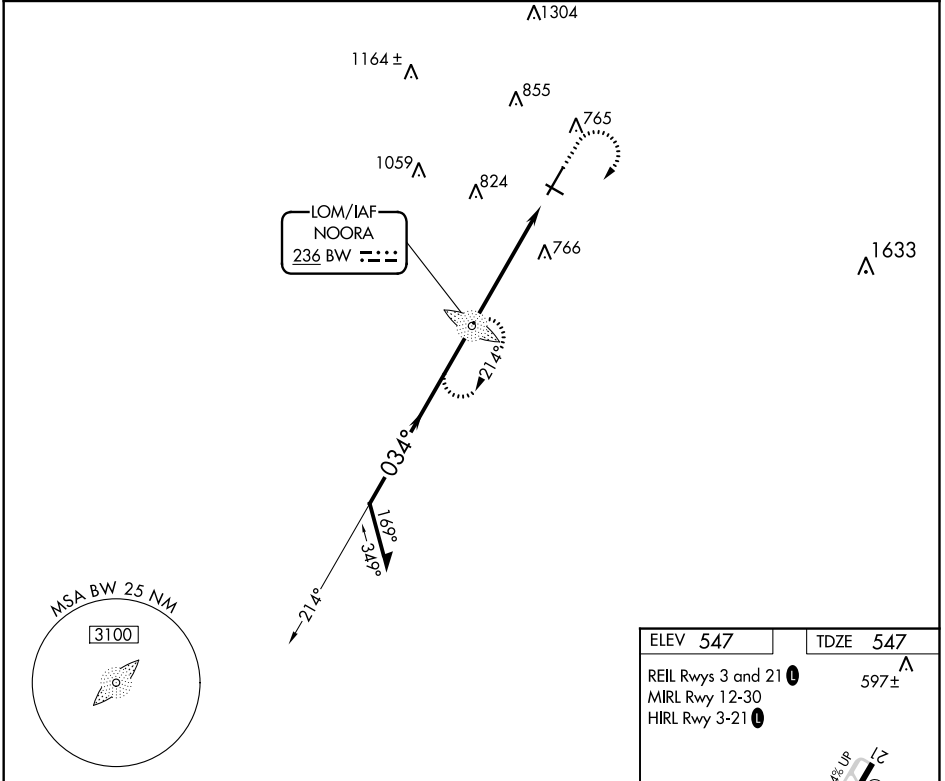 1304
1164 ±
855
765
1059
824
LOM/IAF
NOORA
236 BW
766
1633
214°
034°
169°
349°
214°
MSA BW 25 NM
3100
ELEV 547
TDZE 547
REIL Rwys 3 and 21 L
597±
MIRL Rwy 12-30
HIRL Rwy 3-21 L
21